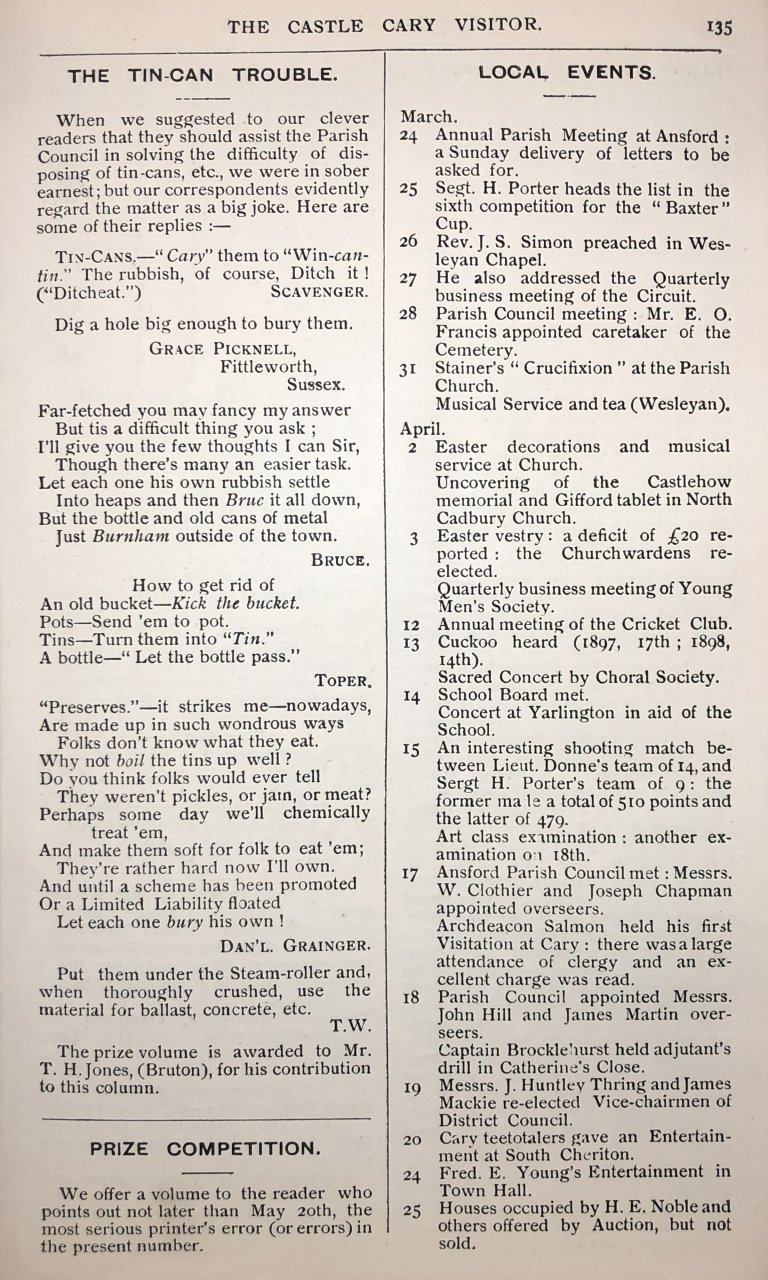 THE CASTLE CARY VISITOR.
135
THE TIN-CAN TROUBLE.
When we suggested to our clever
readers that they should assist the Parish
Council in solving the difficulty of dis-
posing of tin-cans, etc., we were in sober
earnest; but our correspondents evidently
regard the matter as a big joke. Here are
some of their replies :—
TIN-CANS.—"Cary" them to "Win-can-
tin." The rubbish, of course, Ditch it !
("Ditcheat.") SCAVENGER.
Dig a hole big enough to bury them.
GRACE PICKNELL,
Fittleworth,
Sussex.
Far-fetched you may fancy my answer
But tis a difficult thing you ask ;
I'll give you the few thoughts I can Sir,
Though there's many an easier task.
Let each one his own rubbish settle
Into heaps and then Brue it all down,
But the bottle and old cans of metal
Just Burnham outside of the town.
BRUCE.
How to get rid of
An old bucket—Kick the bucket.
Pots—Send 'em to pot.
Tins—Turn them into "Tin."
A bottle—" Let the bottle pass."
TOPER.
"Preserves."—it strikes me—nowadays,
Are made up in such wondrous ways
Folks don't know what they eat.
Why not boil the tins up well ?
Do you think folks would ever tell
They weren't pickles, or jam, or meat?
Perhaps some day we'll chemically
treat 'em,
And make them soft for folk to eat 'em;
They're rather hard now I'll own.
And until a scheme has been promoted
Or a Limited Liability floated
Let each one bury his own !
DAN'L. GRAINGER.
Put them under the Steam-roller and,
when thoroughly crushed, use the
material for ballast, concrete, etc.
T.W.
The prize volume is awarded to Mr.
T. H. Jones, (Bruton), for his contribution
to this column.
PRIZE COMPETITION.
We offer a volume to the reader who
points out not later than May 20th, the
most serious printer's error (or errors) in
the present number.
LOCAL EVENTS.
March.
24 Annual Parish Meeting at Ansford :
a Sunday delivery of letters to be
asked for.
25 Segt. H. Porter heads the list in the
sixth competition for the " Baxter "
Cup.
26 Rev. J. S. Simon preached in Wes-
leyan Chapel.
27 He also addressed the Quarterly
business meeting of the Circuit.
28 Parish Council meeting : Mr. E. O.
Francis appointed caretaker of the
Cemetery.
31 Stainer's " Crucifixion " at the Parish
Church.
Musical Service and tea (Wesleyan).
April.
2 Easter decorations and musical
service at Church.
Uncovering of the Castlehow
memorial and Gifford tablet in North
Cadbury Church.
3 Easter vestry : a deficit of £20 re-
ported : the Churchwardens re-
elected.
Quarterly business meeting of Young
Men's Society.
12 Annual meeting of the Cricket Club.
13 Cuckoo heard (1897, 17th ; 1898,
14th).
Sacred Concert by Choral Society.
14 School Board met.
Concert at Yarlington in aid of the
School.
15 An interesting shooting match be-
tween Lieut. Donne's team of 14, and
Sergt H. Porter's team of 9 : the
former made a total of 510 points and
the latter of 479.
Art class examination : another ex-
amination on 18th.
17 Ansford Parish Council met : Messrs.
W. Clothier and Joseph Chapman
appointed overseers.
Archdeacon Salmon held his first
Visitation at Cary : there was a large
attendance of clergy and an ex-
cellent charge was read.
18 Parish Council appointed Messrs.
John Hill and James Martin over-
seers.
Captain Brocklehurst held adjutant's
drill in Catherine's Close.
19 Messrs. J. Huntley Thring and James
Mackie re-elected Vice-chairmen of
District Council.
20 Cary teetotalers gave an Entertain-
ment at South Cheriton.
24 Fred. E. Young's Entertainment in
Town Hall.
25 Houses occupied by H. E. Noble and
others offered by Auction, but not
sold.